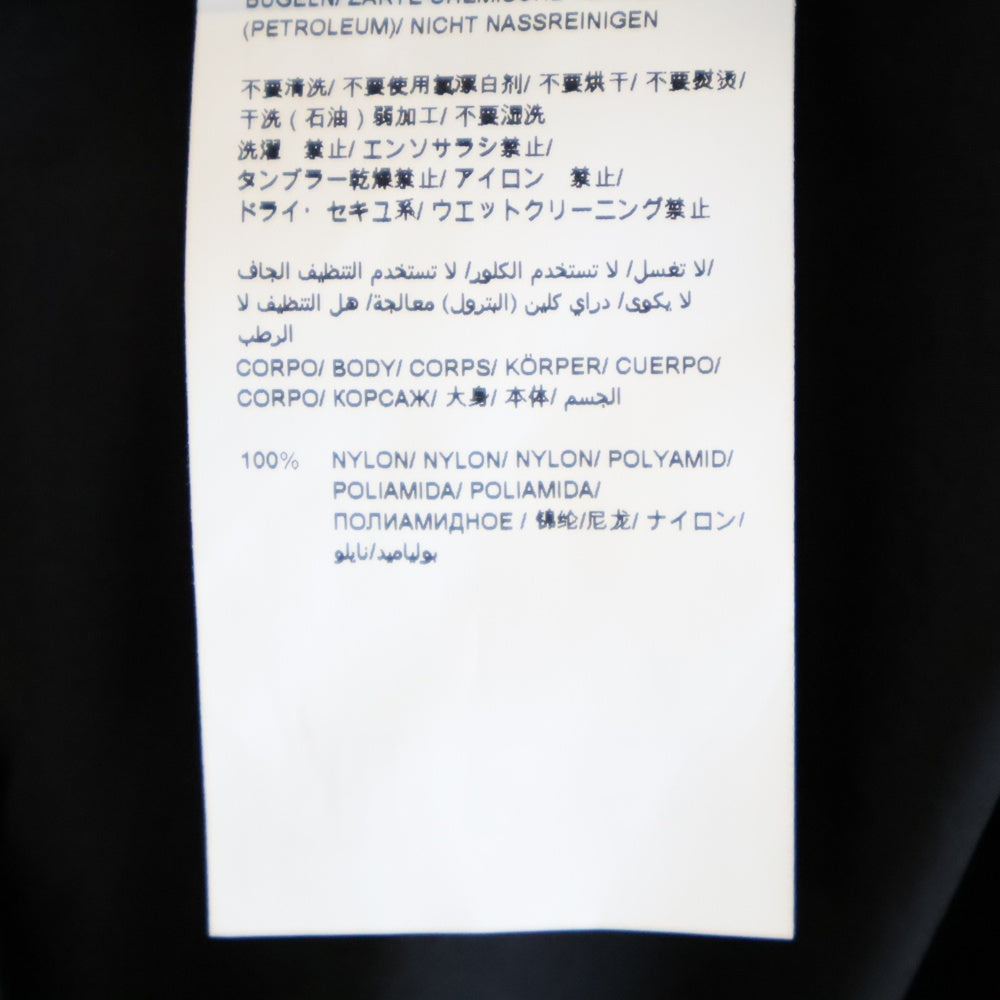 BÜGELN/ ZARTE CHEMISCHE
(PETROLEUM)/ NICHT NASSREINIGEN
不要清洗/ 不要使用氯漂白剂/ 不要烘干/ 不要熨烫/
干洗 ( 石油 ) 弱加工/ 不要湿洗
洗濯　禁止/ エンソサラシ禁止/
タンブラー乾燥禁止/ アイロン　禁止/
ドライ・ セキユ系/ ウエットクリーニング禁止
لا تغسل/ لا تستخدم الكلور/ لا تستخدم التنظيف الجاف/
لا يكوى/ دراي كلين (البترول) معالجة/ هل التنظيف لا
الرطب
CORPO/ BODY/ CORPS/ KÖRPER/ CUERPO/
CORPO/ КОРСАЖ/ 大身/ 本体/ الجسم
100% NYLON/ NYLON/ NYLON/ POLYAMID/
POLIAMIDA/ POLIAMIDA/
ПОЛИАМИДНОЕ / 锦纶/尼龙/ ナイロン/
بولياميد/نايلو